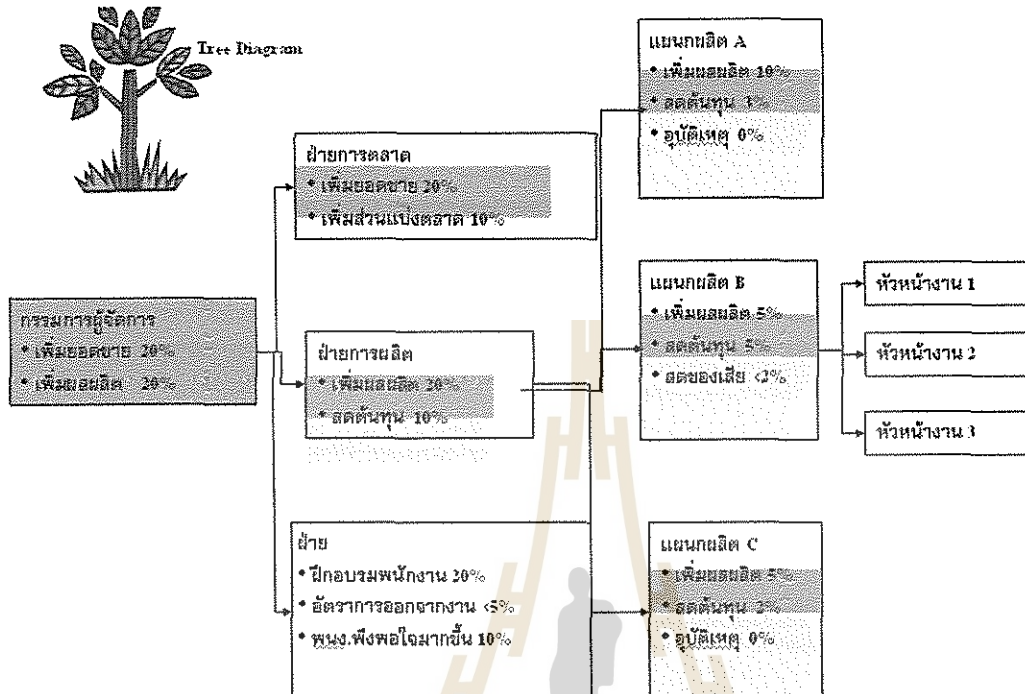 Tree Diagram
กรรมการผู้จัดการ
• เพิ่มยอดขาย 20%
• เพิ่มผลผลิต 20%
ฝ่ายการตลาด
• เพิ่มยอดขาย 20%
• เพิ่มส่วนแบ่งตลาด 10%
ฝ่ายการผลิต
• เพิ่มผลผลิต 20%
• ลดต้นทุน 10%
ฝ่าย
• ฝึกอบรมพนักงาน 20%
• อัตราการออกจากงาน <5%
• พนง.พึงพอใจมากขึ้น 10%
แผนกผลิต A
• เพิ่มผลผลิต 10%
• ลดต้นทุน 3%
• อุบัติเหตุ 0%
แผนกผลิต B
• เพิ่มผลผลิต 5%
• ลดต้นทุน 5%
• ลดของเสีย <2%
แผนกผลิต C
• เพิ่มผลผลิต 5%
• ลดต้นทุน 2%
• อุบัติเหตุ 0%
หัวหน้างาน 1
หัวหน้างาน 2
หัวหน้างาน 3